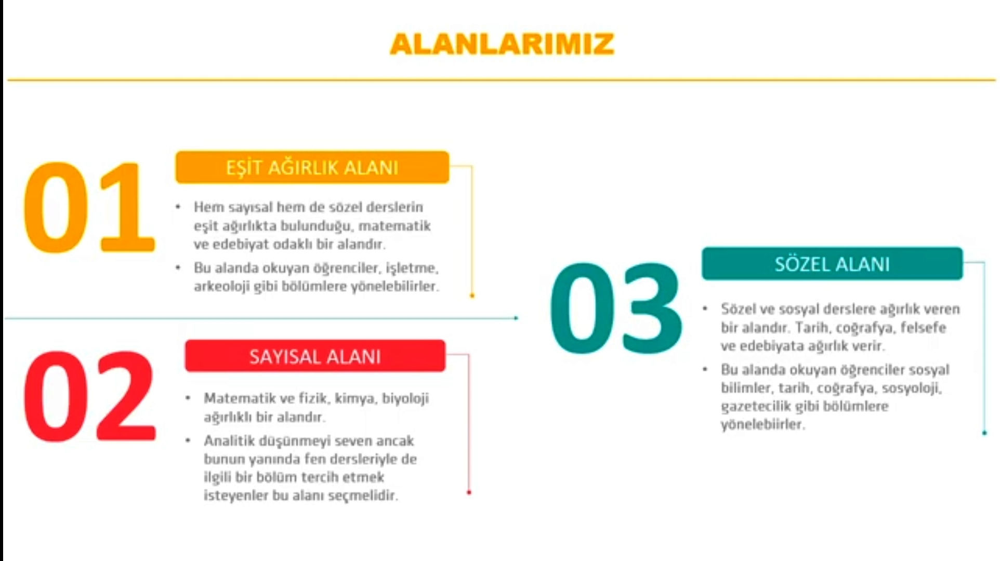 ALANLARIMIZ
01
EŞİT AĞIRLIK ALANI
• Hem sayısal hem de sözel derslerin
eşit ağırlıkta bulunduğu, matematik
ve edebiyat odaklı bir alandır.
• Bu alanda okuyan öğrenciler, işletme,
arkeoloji gibi bölümlere yönelebilirler.
02
SAYISAL ALANI
• Matematik ve fizik, kimya, biyoloji
ağırlıklı bir alandır.
• Analitik düşünmeyi seven ancak
bunun yanında fen dersleriyle de
ilgili bir bölüm tercih etmek
isteyenler bu alanı seçmelidir.
03
SÖZEL ALANI
• Sözel ve sosyal derslere ağırlık veren
bir alandır. Tarih, coğrafya, felsefe
ve edebiyata ağırlık verir.
• Bu alanda okuyan öğrenciler sosyal
bilimler, tarih, coğrafya, sosyoloji,
gazetecilik gibi bölümlere
yönelebiirler.